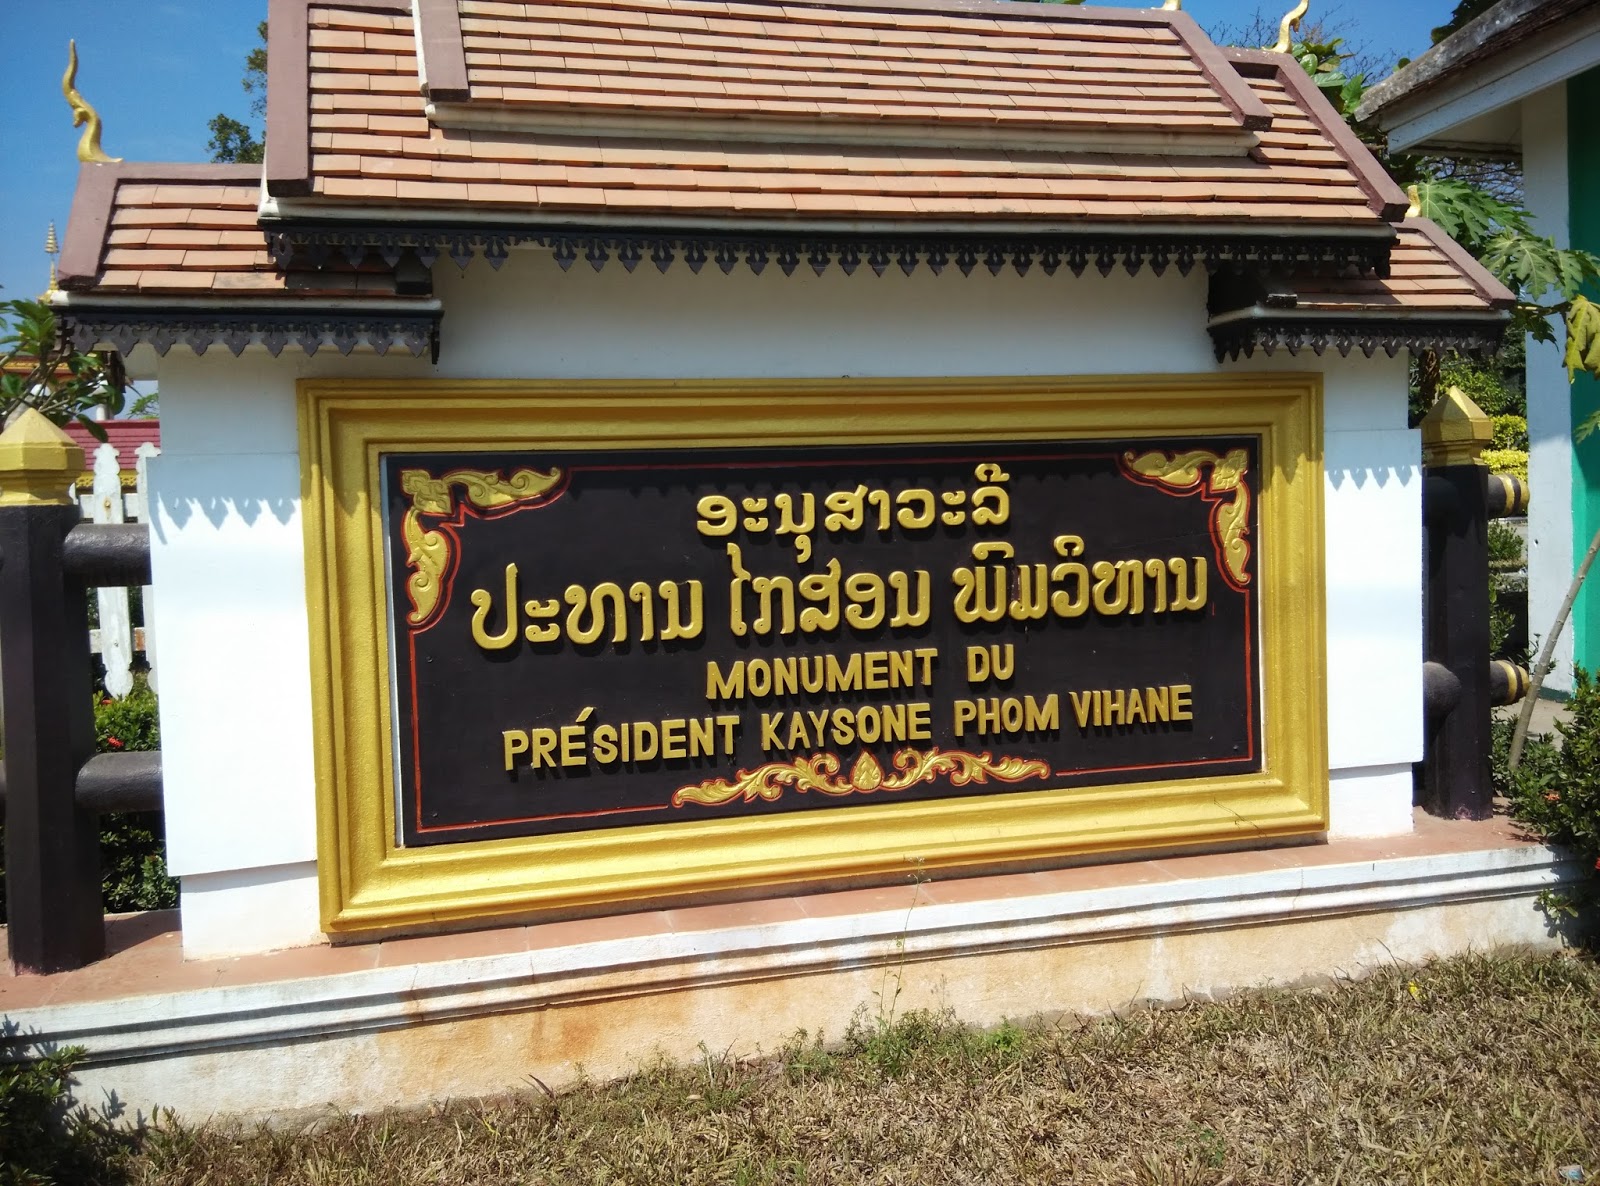 ອະນຸສາວະລີ
ປະທານ ໄກສອນ ພົມວິຫານ
MONUMENT DU
PRÉSIDENT KAYSONE PHOM VIHANE